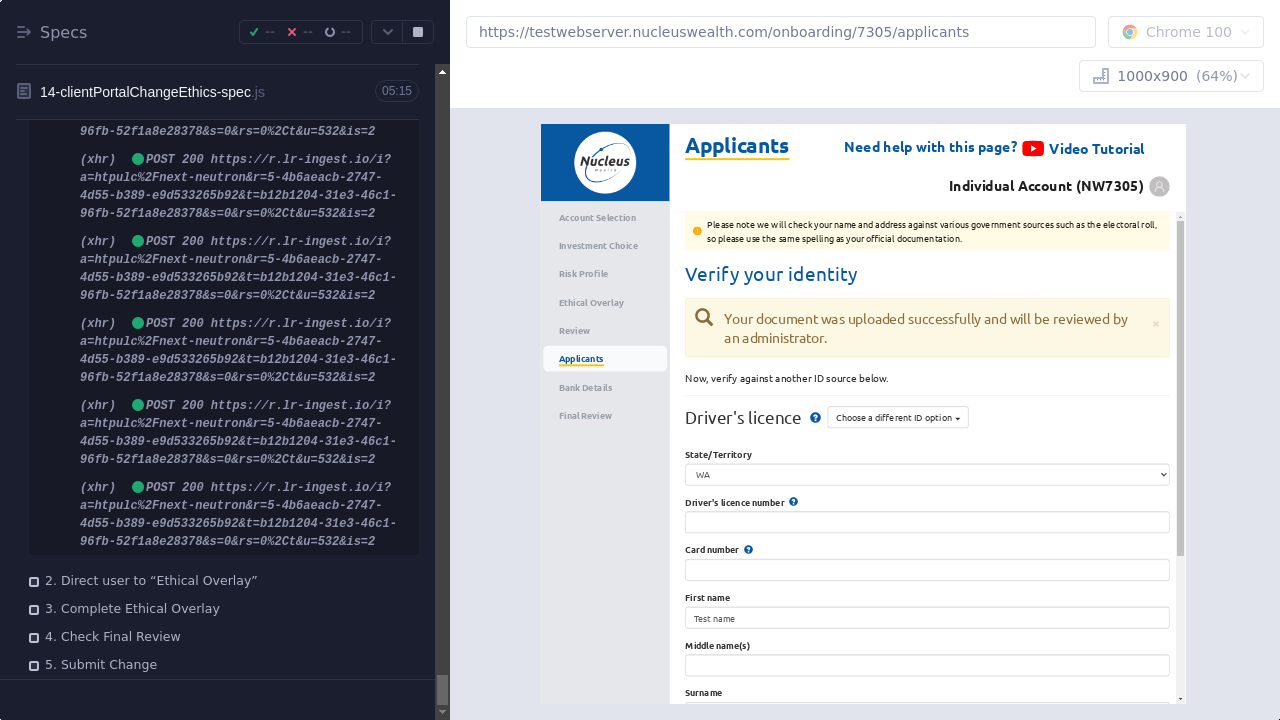 Specs
--
--
--
14-clientPortalChangeEthics-spec.js
05:15
96fb-52f1a8e28378&s=0&rs=0%2Ct&u=532&is=2
(xhr) POST 200 https://r.lr-ingest.io/i?
a=htpulc%2Fnext-neutron&r=5-4b6aeacb-2747-
4d55-b389-e9d533265b92&t=b12b1204-31e3-46c1-
96fb-52f1a8e28378&s=0&rs=0%2Ct&u=532&is=2
(xhr) POST 200 https://r.lr-ingest.io/i?
a=htpulc%2Fnext-neutron&r=5-4b6aeacb-2747-
4d55-b389-e9d533265b92&t=b12b1204-31e3-46c1-
96fb-52f1a8e28378&s=0&rs=0%2Ct&u=532&is=2
(xhr) POST 200 https://r.lr-ingest.io/i?
a=htpulc%2Fnext-neutron&r=5-4b6aeacb-2747-
4d55-b389-e9d533265b92&t=b12b1204-31e3-46c1-
96fb-52f1a8e28378&s=0&rs=0%2Ct&u=532&is=2
(xhr) POST 200 https://r.lr-ingest.io/i?
a=htpulc%2Fnext-neutron&r=5-4b6aeacb-2747-
4d55-b389-e9d533265b92&t=b12b1204-31e3-46c1-
96fb-52f1a8e28378&s=0&rs=0%2Ct&u=532&is=2
(xhr) POST 200 https://r.lr-ingest.io/i?
a=htpulc%2Fnext-neutron&r=5-4b6aeacb-2747-
4d55-b389-e9d533265b92&t=b12b1204-31e3-46c1-
96fb-52f1a8e28378&s=0&rs=0%2Ct&u=532&is=2
2. Direct user to “Ethical Overlay”
3. Complete Ethical Overlay
4. Check Final Review
5. Submit Change
https://testwebserver.nucleuswealth.com/onboarding/7305/applicants
Chrome 100
1000x900 (64%)
Nucleus
Wealth
Account Selection
Investment Choice
Risk Profile
Ethical Overlay
Review
Applicants
Bank Details
Final Review
Applicants
Need help with this page? Video Tutorial
Individual Account (NW7305)
Please note we will check your name and address against various government sources such as the electoral roll,
so please use the same spelling as your official documentation.
Verify your identity
Your document was uploaded successfully and will be reviewed by
an administrator.
×
Now, verify against another ID source below.
Driver's licence
Choose a different ID option
State/Territory
WA
Driver's licence number
Card number
First name
Test name
Middle name(s)
Surname